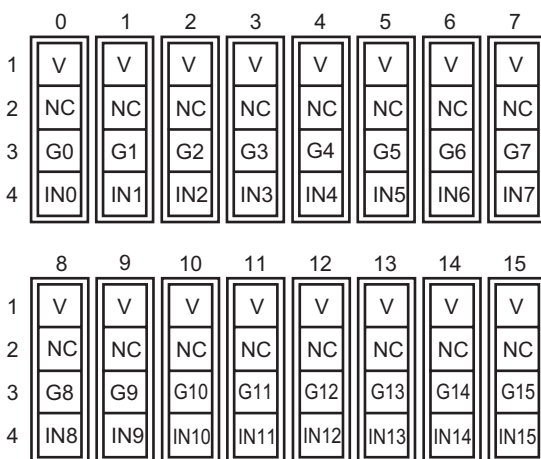 0 1 2 3 4 5 6 7
1 V V V V V V V V
2 NC NC NC NC NC NC NC NC
3 G0 G1 G2 G3 G4 G5 G6 G7
4 IN0 IN1 IN2 IN3 IN4 IN5 IN6 IN7
8 9 10 11 12 13 14 15
1 V V V V V V V V
2 NC NC NC NC NC NC NC NC
3 G8 G9 G10 G11 G12 G13 G14 G15
4 IN8 IN9 IN10 IN11 IN12 IN13 IN14 IN15